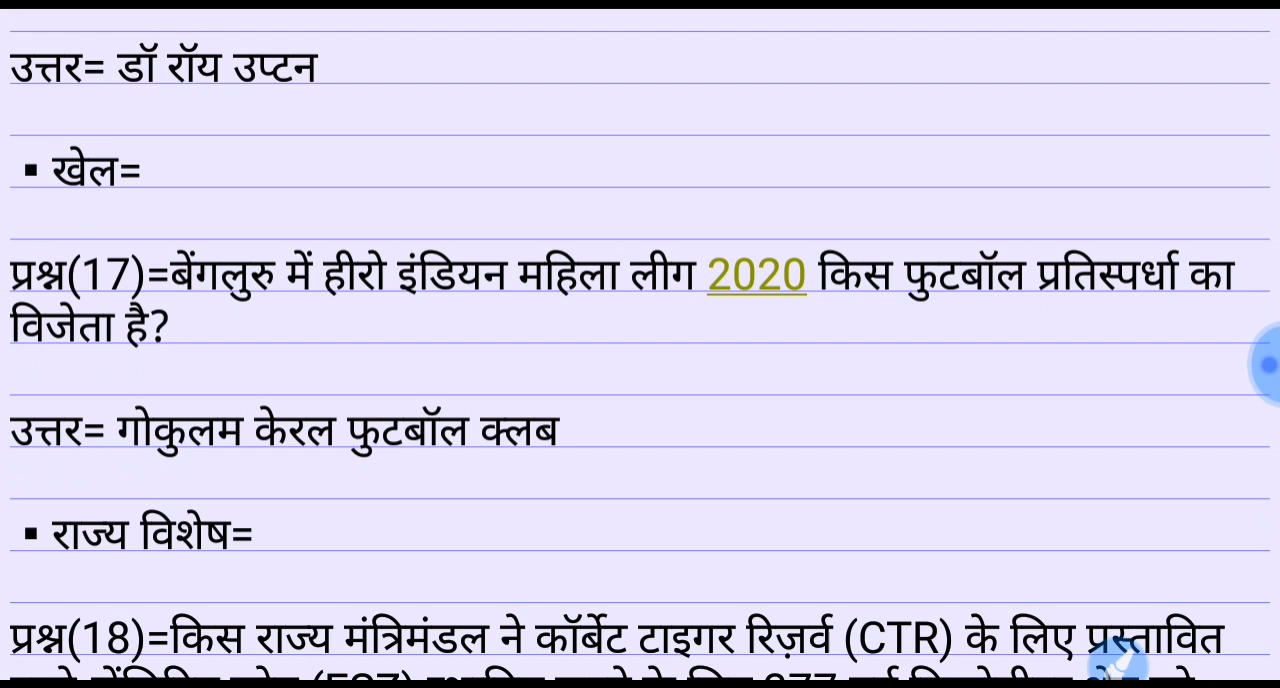 उत्तर= डॉ रॉय उप्टन
▪ खेल=
प्रश्न(17)=बेंगलुरु में हीरो इंडियन महिला लीग 2020 किस फुटबॉल प्रतिस्पर्धा का
विजेता है?
उत्तर= गोकुलम केरल फुटबॉल क्लब
▪ राज्य विशेष=
प्रश्न(18)=किस राज्य मंत्रिमंडल ने कॉर्बेट टाइगर रिज़र्व (CTR) के लिए प्रस्तावित